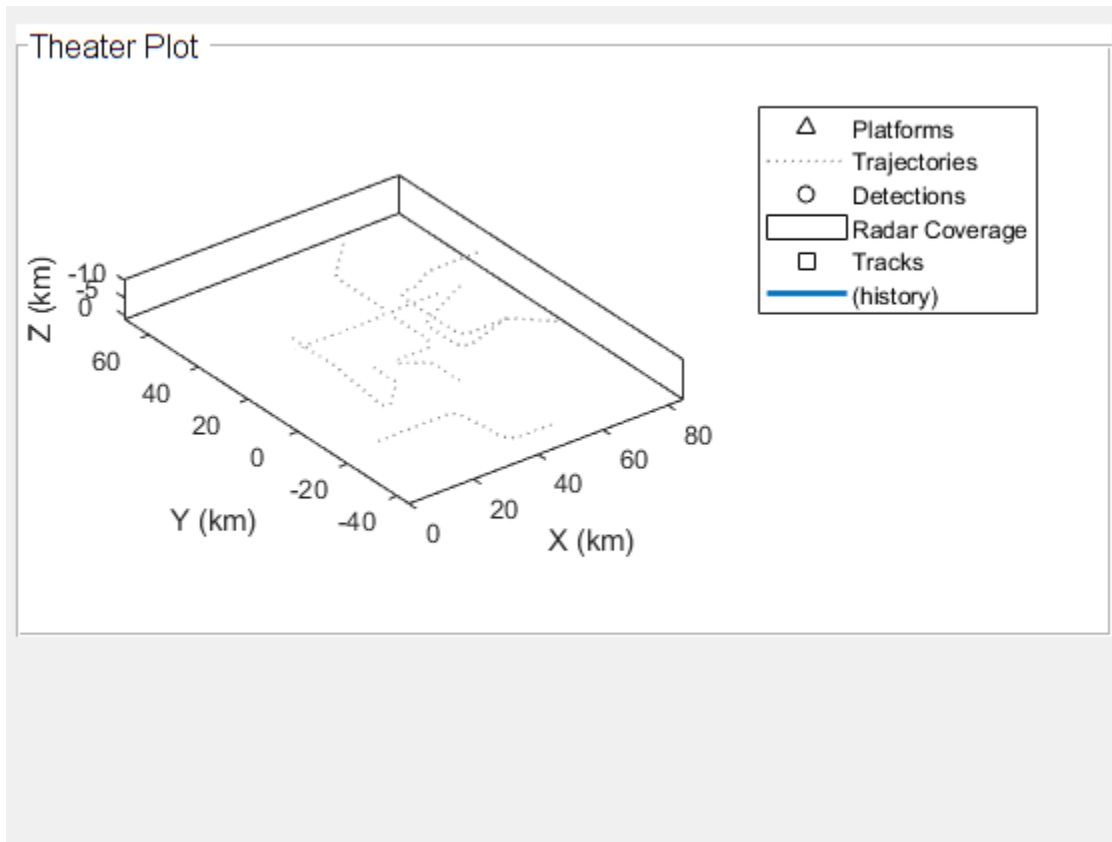 Theater Plot
Platforms
Trajectories
Detections
Radar Coverage
Tracks
(history)
Z (km)
-10
-5
0
60
40
20
0
-20
-40
Y (km)
0
20
40
60
80
X (km)